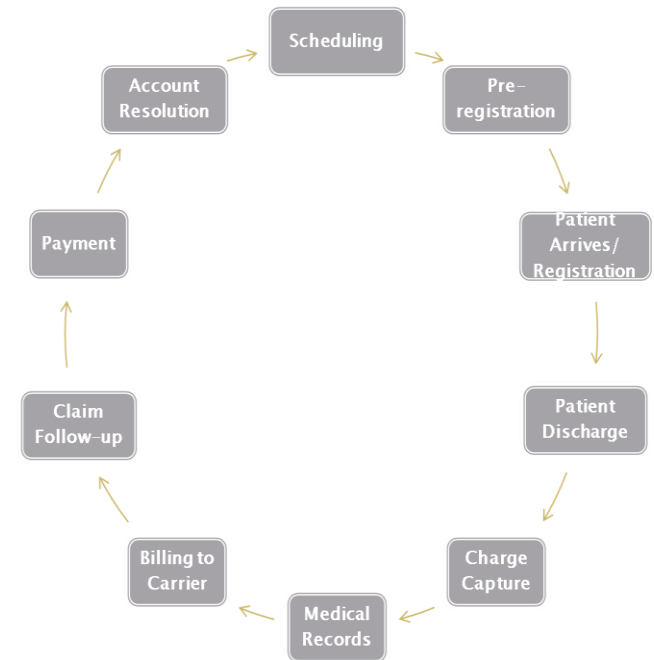 Scheduling
Pre-
registration
Patient
Arrives/
Registration
Patient
Discharge
Charge
Capture
Medical
Records
Billing to
Carrier
Claim
Follow-up
Payment
Account
Resolution